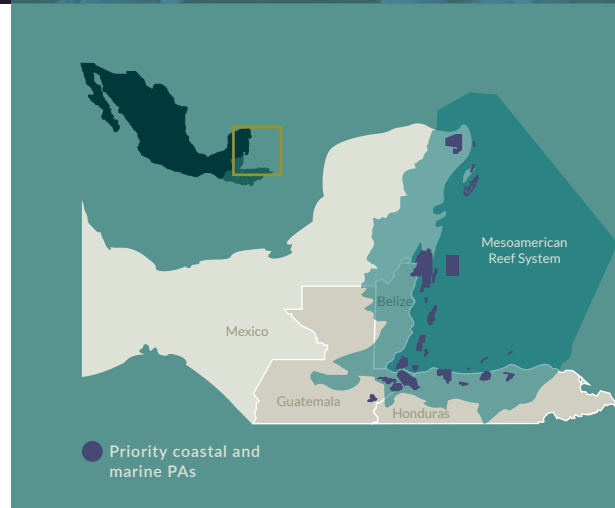 Mesoamerican
Reef System
Belize
Mexico
Guatemala
Honduras
Priority coastal and
marine PAs